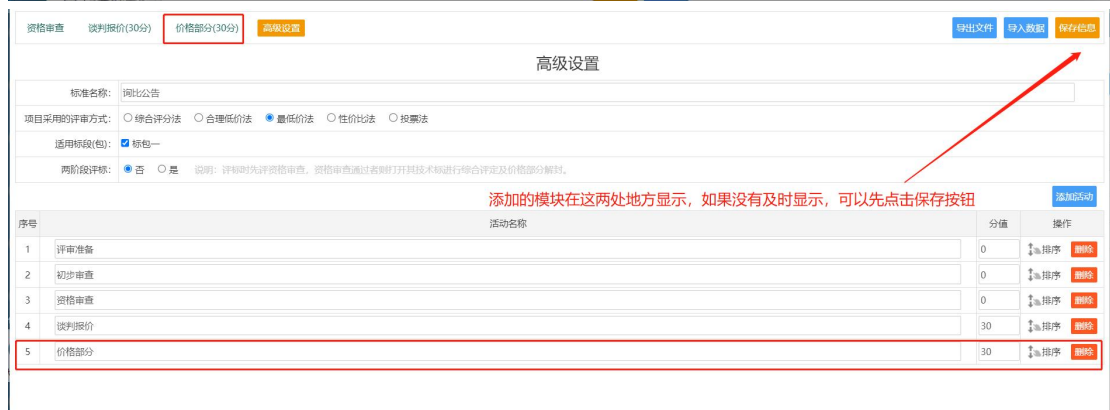 资格审查 谈判报价(30分) 价格部分(30分) 高级设置 导出文件 导入数据 保存信息
高级设置
标准名称: 询比公告
项目采用的评审方式: 综合评分法 合理低价法 最低价法 性价比法 投票法
适用标段(包): 标包一
两阶段评标: 否 是 说明：评标时先评资格审查，资格审查通过者则打开其技术标进行综合评定及价格部分解封。
添加的模块在这两处地方显示，如果没有及时显示，可以先点击保存按钮 添加活动
序号 活动名称 分值 操作
1 评审准备 0 排序 删除
2 初步审查 0 排序 删除
3 资格审查 0 排序 删除
4 谈判报价 30 排序 删除
5 价格部分 30 排序 删除